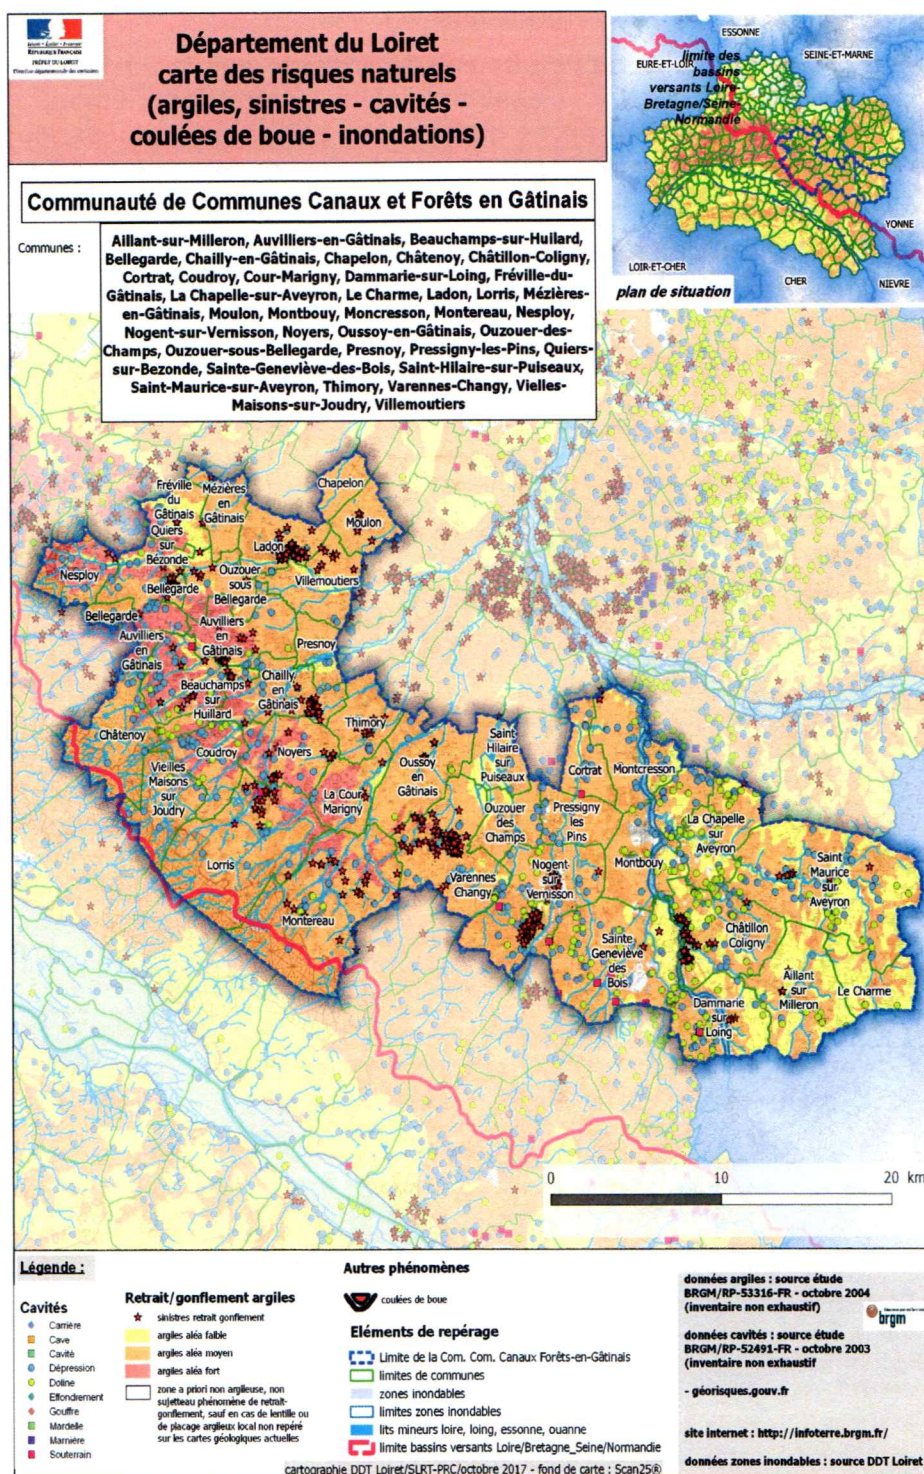 Liberté • Égalité • Fraternité
RÉPUBLIQUE FRANÇAISE
PRÉFET DU LOIRET
Direction départementale des territoires
Département du Loiret
carte des risques naturels
(argiles, sinistres - cavités -
coulées de boue - inondations)
ESSONNE
EURE-ET-LOIR
SEINE-ET-MARNE
limite des
bassins
versants Loire-
Bretagne/Seine-
Normandie
YONNE
LOIR-ET-CHER
CHER
NIEVRE
plan de situation
Communauté de Communes Canaux et Forêts en Gâtinais
Communes :
Aillant-sur-Milleron, Auvilliers-en-Gâtinais, Beauchamps-sur-Huilard,
Bellegarde, Chailly-en-Gâtinais, Chapelon, Châtenoy, Châtillon-Coligny,
Cortrat, Coudroy, Cour-Marigny, Dammarie-sur-Loing, Fréville-du-
Gâtinais, La Chapelle-sur-Aveyron, Le Charme, Ladon, Lorris, Mézières-
en-Gâtinais, Moulon, Montbouy, Moncresson, Montereau, Nesploy,
Nogent-sur-Vernisson, Noyers, Oussoy-en-Gâtinais, Ouzouer-des-
Champs, Ouzouer-sous-Bellegarde, Presnoy, Pressigny-les-Pins, Quiers-
sur-Bezonde, Sainte-Geneviève-des-Bois, Saint-Hilaire-sur-Puiseaux,
Saint-Maurice-sur-Aveyron, Thimory, Varennes-Changy, Vielles-
Maisons-sur-Joudry, Villemoutiers
Fréville
du
Gâtinais
Mézières
en
Gâtinais
Chapelon
Moulon
Quiers
sur
Bézonde
Ladon
Nesploy
Bellegarde
Ouzouer
sous
Bellegarde
Villemoutiers
Bellegarde
Auvilliers
en
Gâtinais
Auvilliers
en
Gâtinais
Presnoy
Beauchamps
sur
Huillard
Chailly
en
Gâtinais
Châtenoy
Coudroy
Noyers
Thimory
Vieilles
Maisons
sur
Joudry
La Cour
Marigny
Oussoy
en
Gâtinais
Saint
Hilaire
sur
Puiseaux
Cortrat
Montcresson
Ouzouer
des
Champs
Pressigny
les
Pins
La Chapelle
sur
Aveyron
Lorris
Varennes
Changy
Nogent
sur
Vernisson
Montbouy
Saint
Maurice
sur
Aveyron
Montereau
Sainte
Geneviève
des
Bois
Châtillon
Coligny
Aillant
sur
Milleron
Le Charme
Dammarie
sur
Loing
0 10 20 km
Légende :
Cavités
Carrière
Cave
Cavité
Dépression
Doline
Effondrement
Gouffre
Mardelle
Marnière
Souterrain
Retrait/gonflement argiles
sinistres retrait gonflement
argiles aléa faible
argiles aléa moyen
argiles aléa fort
zone a priori non argileuse, non
sujetteau phénomène de retrait-
gonflement, sauf en cas de lentille ou
de placage argileux local non repéré
sur les cartes géologiques actuelles
Autres phénomènes
coulées de boue
Eléments de repérage
Limite de la Com. Com. Canaux Forêts-en-Gâtinais
limites de communes
zones inondables
limites zones inondables
lits mineurs loire, loing, essonne, ouanne
limite bassins versants Loire/Bretagne_Seine/Normandie
données argiles : source étude
BRGM/RP-53316-FR - octobre 2004
(inventaire non exhaustif)
brgm
données cavités : source étude
BRGM/RP-52491-FR - octobre 2003
(inventaire non exhaustif
- géorisques.gouv.fr
site internet : http://infoterre.brgm.fr/
données zones inondables : source DDT Loiret
cartographie DDT Loiret/SLRT-PRC/octobre 2017 - fond de carte : Scan25®